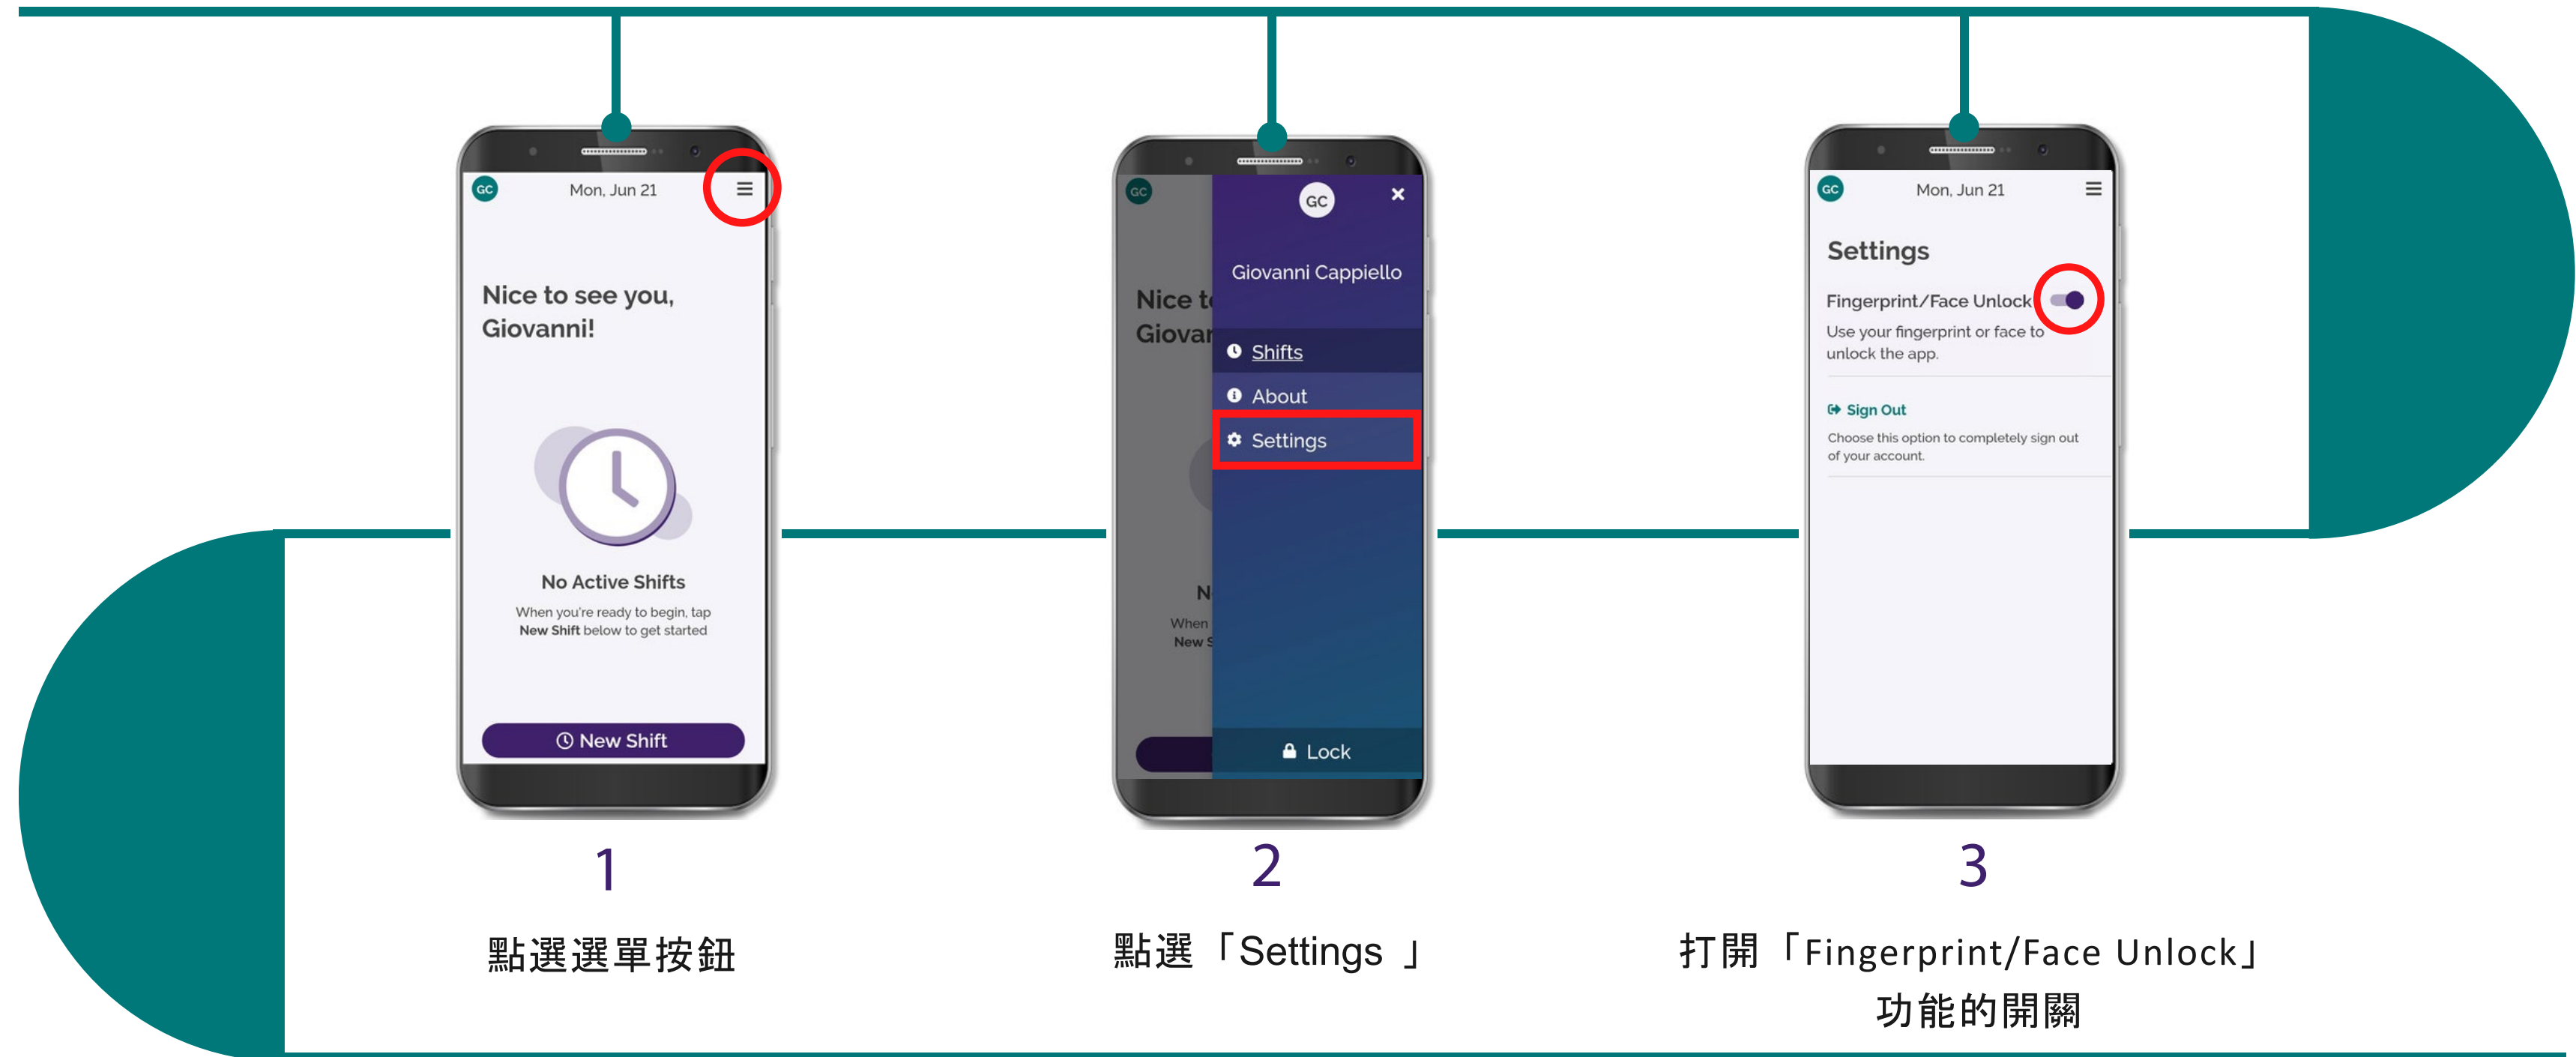 GC
Mon, Jun 21
Nice to see you,
Giovanni!
No Active Shifts
When you're ready to begin, tap
New Shift below to get started
New Shift
1
點選選單按鈕
GC
GC
Giovanni Cappiello
Nice t
Giovar
Shifts
About
Settings
N
When
New S
Lock
2
點選「Settings 」
GC
Mon, Jun 21
Settings
Fingerprint/Face Unlock
Use your fingerprint or face to
unlock the app.
Sign Out
Choose this option to completely sign out
of your account.
3
打開「Fingerprint/Face Unlock」
功能的開關